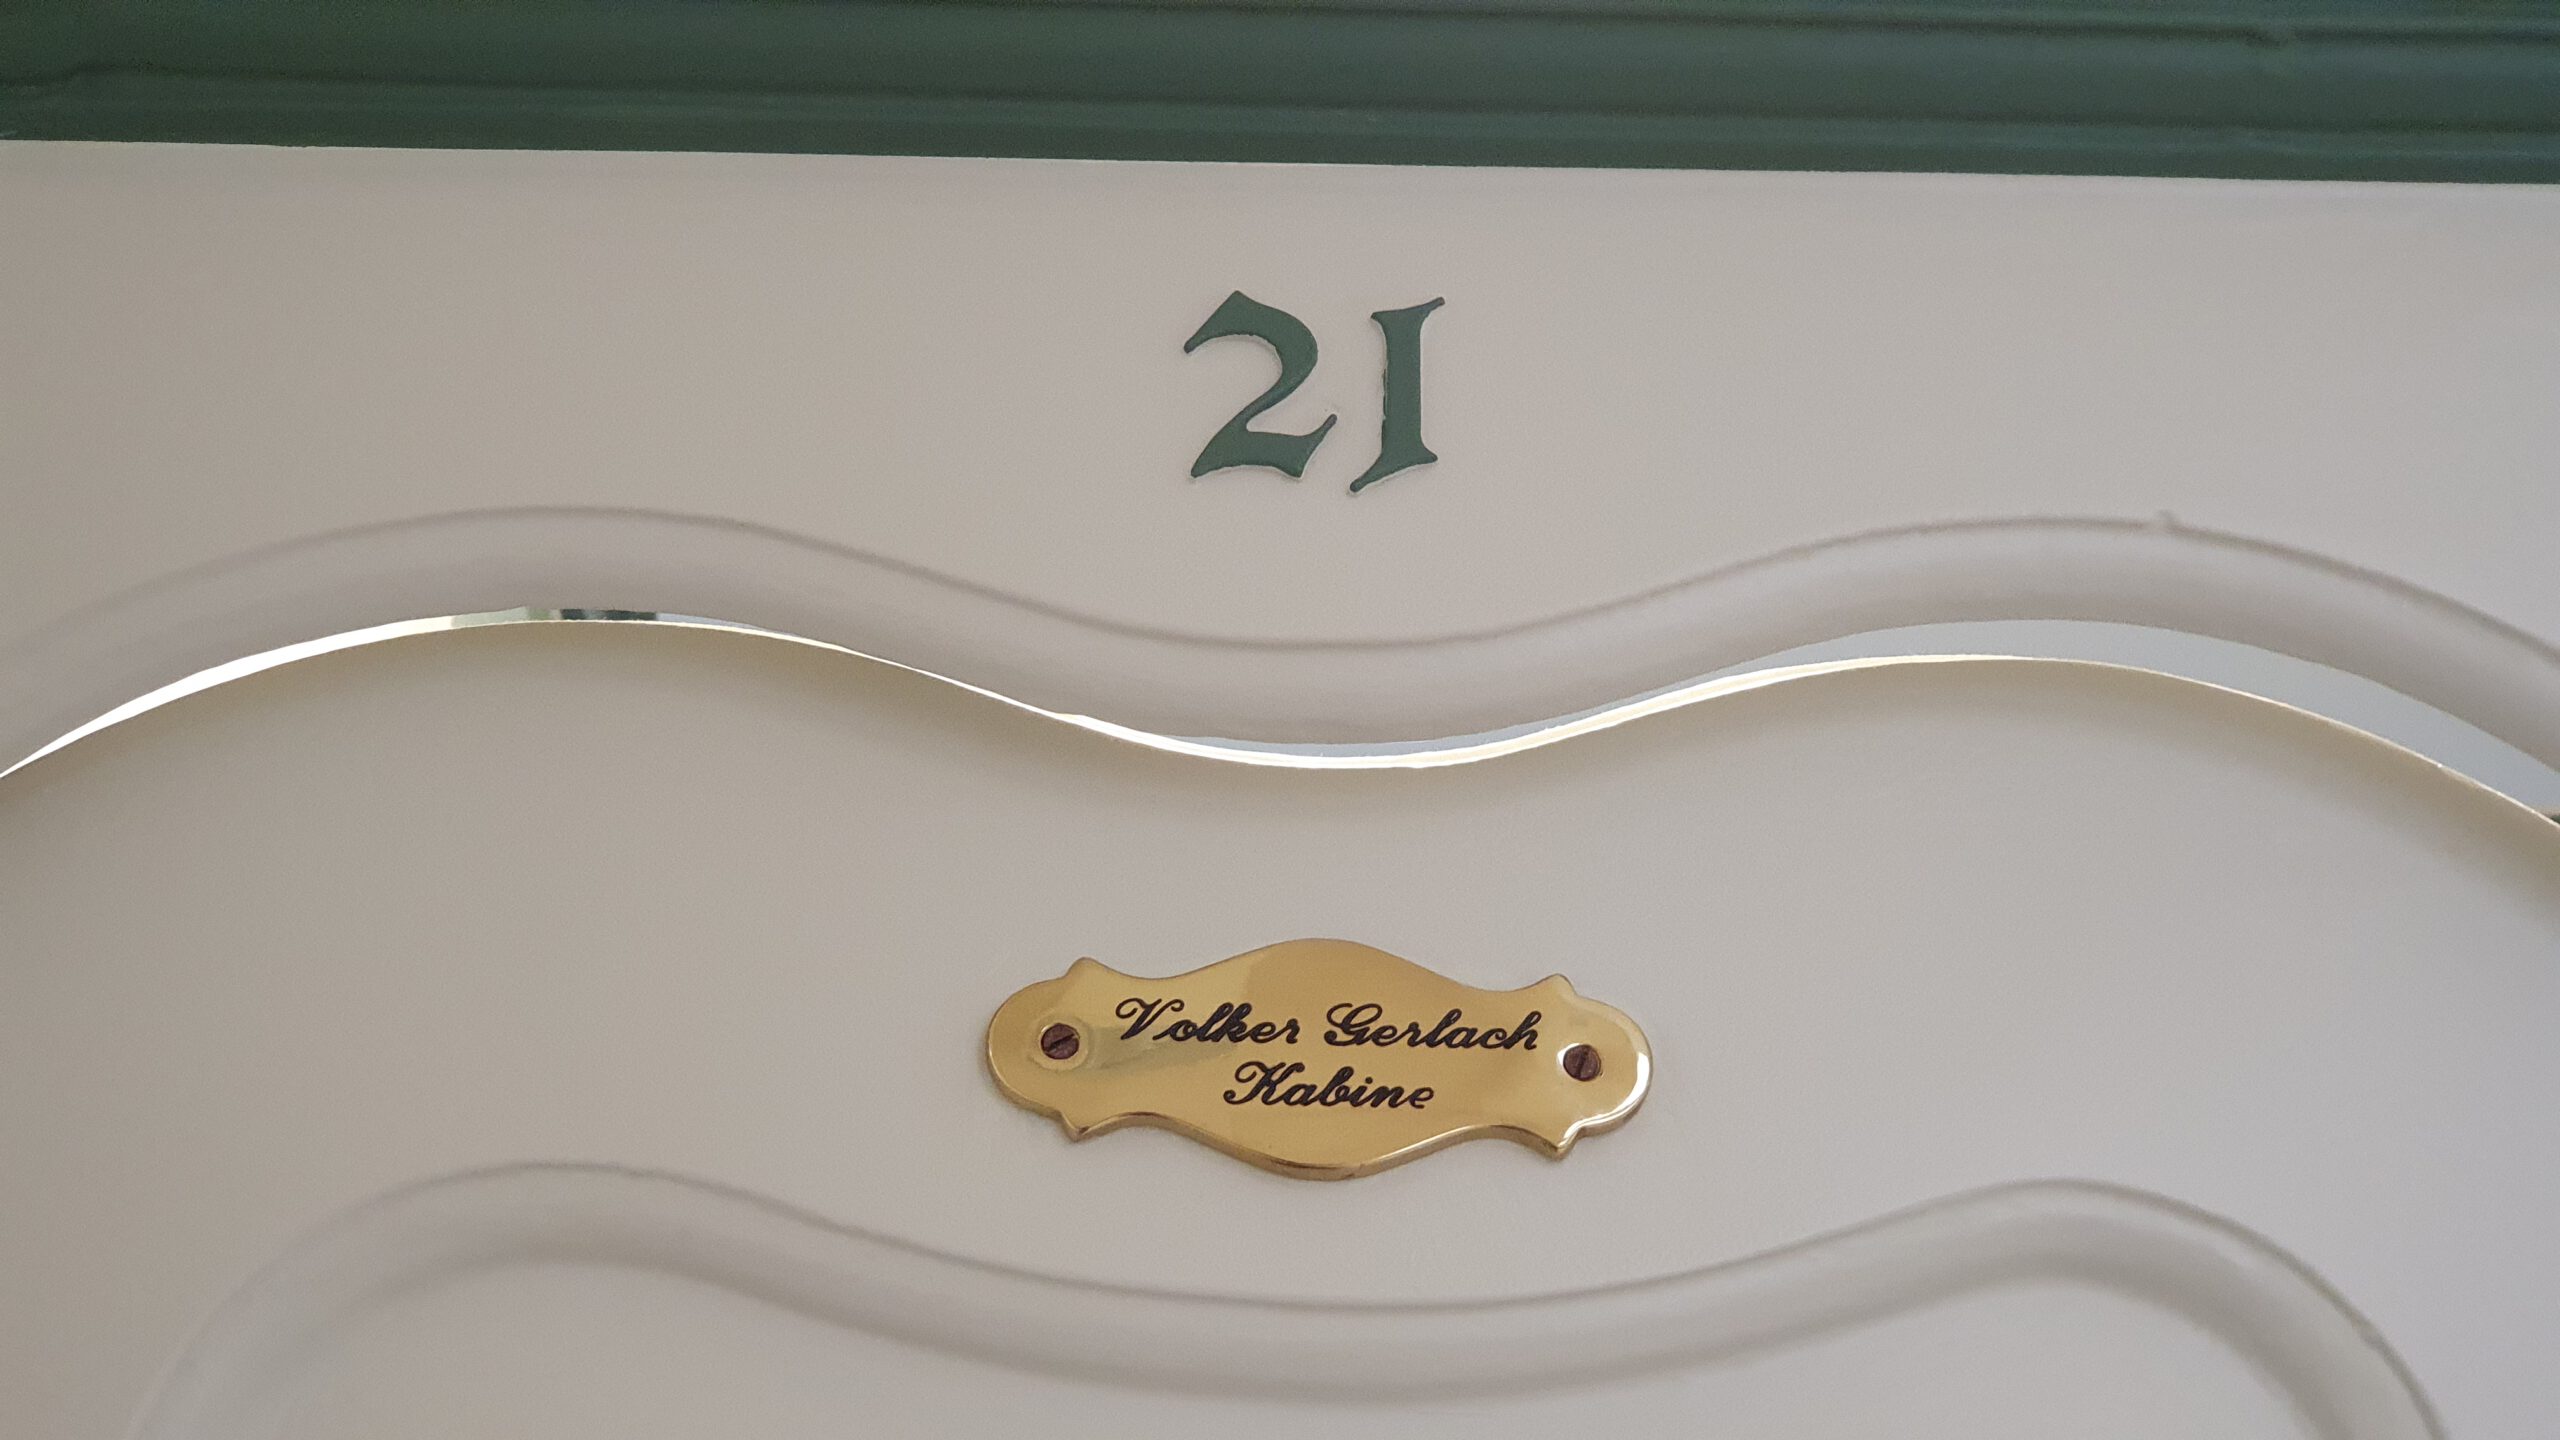 21
Volker Gerlach
Kabine